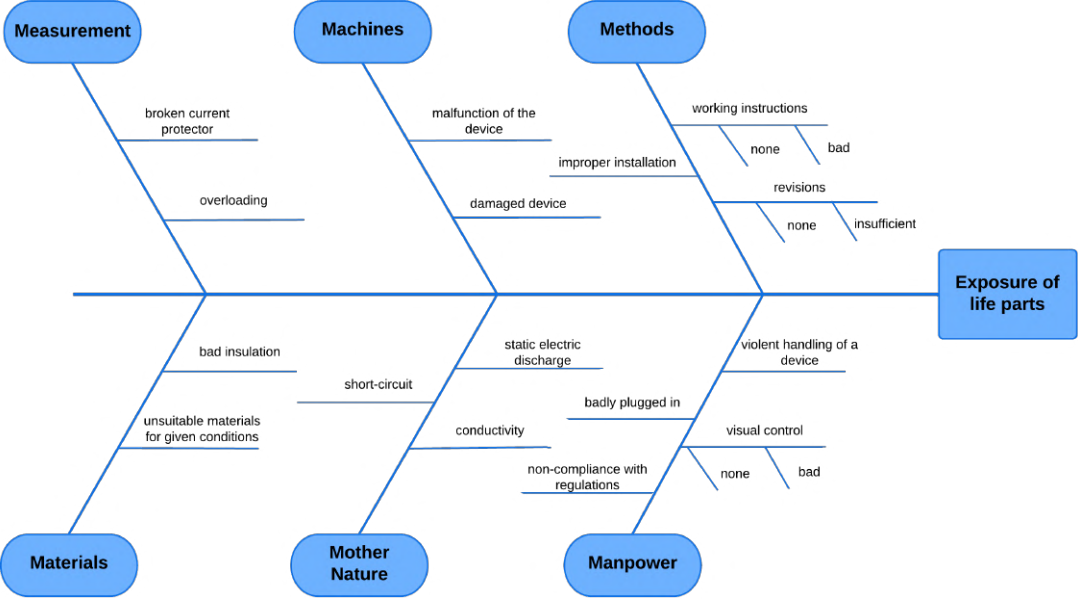 Measurement
Machines
Methods
broken current
protector
overloading
malfunction of the
device
damaged device
working instructions
none
bad
improper installation
revisions
none
insufficient
Exposure of
life parts
bad insulation
unsuitable materials
for given conditions
static electric
discharge
short-circuit
conductivity
violent handling of a
device
badly plugged in
visual control
none
bad
non-compliance with
regulations
Materials
Mother
Nature
Manpower